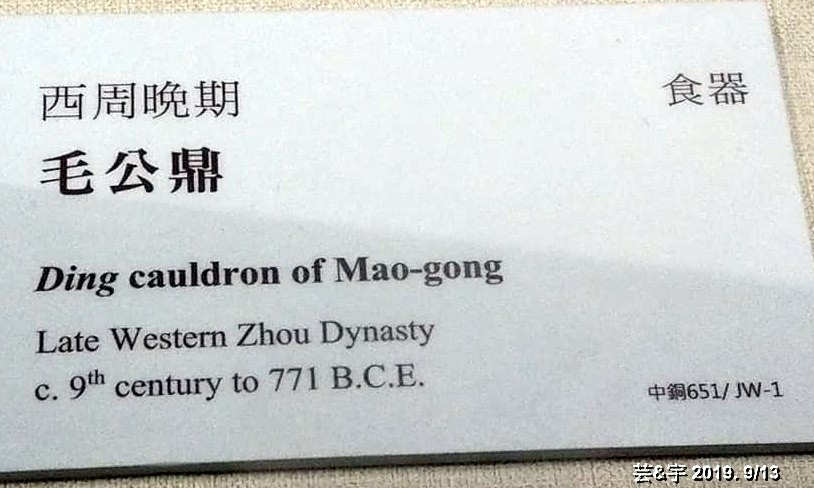 西周晚期
食器
毛公鼎
Ding cauldron of Mao-gong
Late Western Zhou Dynasty
c. 9th century to 771 B.C.E.
中銅651/ JW-1
芸&宇 2019. 9/13